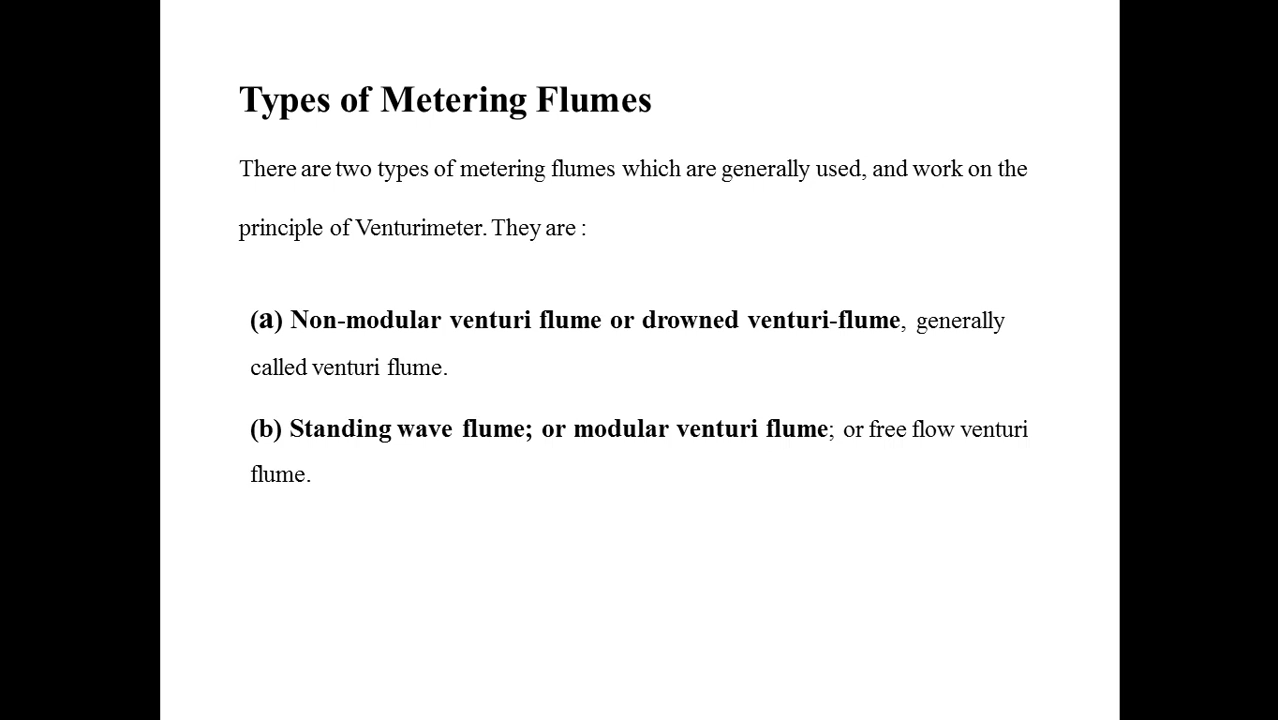 Types of Metering Flumes
There are two types of metering flumes which are generally used, and work on the
principle of Venturimeter. They are :
(a) Non-modular venturi flume or drowned venturi-flume, generally
called venturi flume.
(b) Standing wave flume; or modular venturi flume; or free flow venturi
flume.